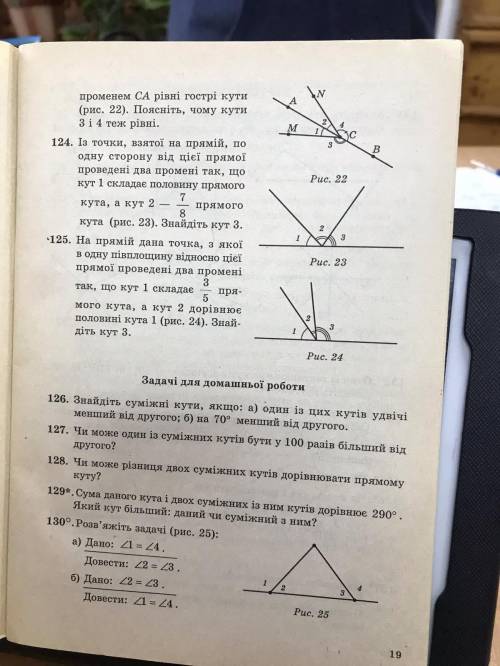 променем CA рівні гострі кути
(рис. 22). Поясніть, чому кути
3 і 4 теж рівні.
124. Із точки, взятої на прямій, по
одну сторону від цієї прямої
проведені два промені так, що
кут 1 складає половину прямого
кута, а кут 2 — 7/8 прямого
кута (рис. 23). Знайдіть кут 3.
125. На прямій дана точка, з якої
в одну півплощину відносно цієї
прямої проведені два промені
так, що кут 1 складає 3/5 пря-
мого кута, а кут 2 дорівнює
половині кута 1 (рис. 24). Знай-
діть кут 3.
N
A
2
4
M
1
C
3
B
Рис. 22
2
1
3
Рис. 23
2
1
3
Рис. 24
Задачі для домашньої роботи
126. Знайдіть суміжні кути, якщо: а) один із цих кутів удвічі
менший від другого; б) на 70° менший від другого.
127. Чи може один із суміжних кутів бути у 100 разів більший від
другого?
128. Чи може різниця двох суміжних кутів дорівнювати прямому
куту?
129*. Сума даного кута і двох суміжних із ним кутів дорівнює 290°.
Який кут більший: даний чи суміжний з ним?
130°. Розв'яжіть задачі (рис. 25):
а) Дано: ∠1 = ∠4.
Довести: ∠2 = ∠3.
б) Дано: ∠2 = ∠3.
Довести: ∠1 = ∠4.
1
2
3
4
Рис. 25
19